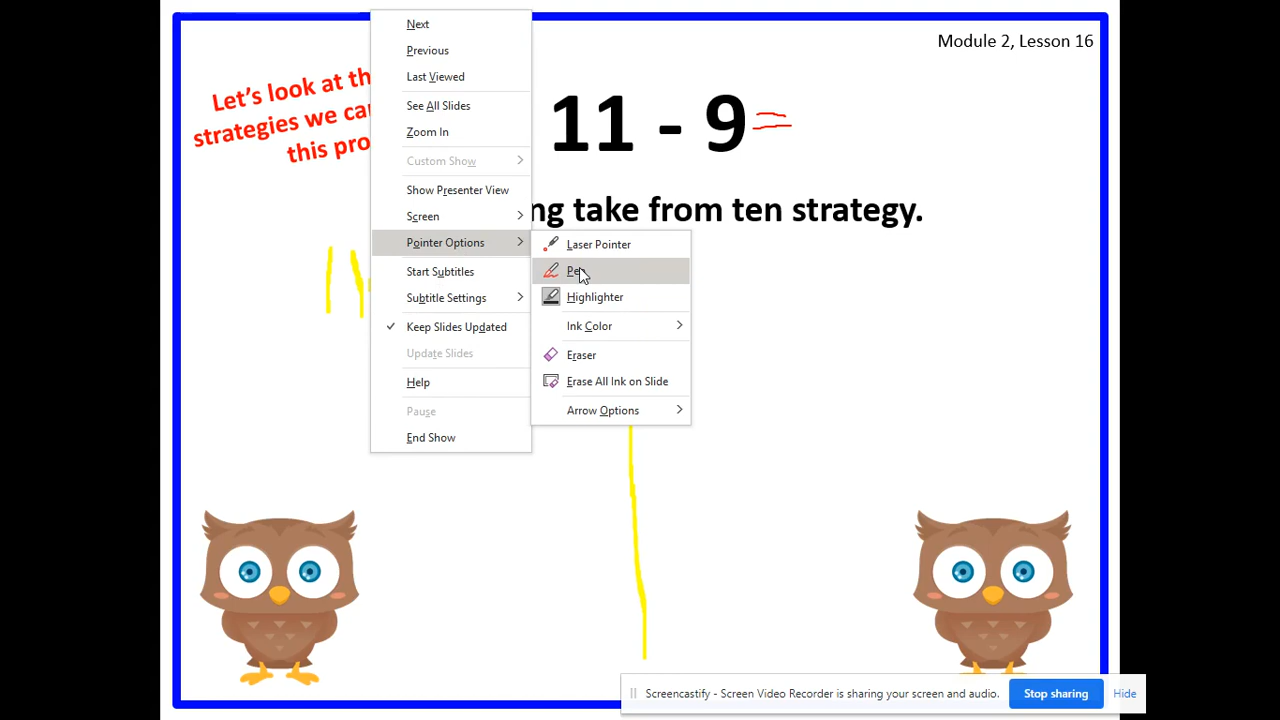 Module 2, Lesson 16
Let's look at th
strategies we ca
this pro
11 - 9 =
ng take from ten strategy.
Next
Previous
Last Viewed
See All Slides
Zoom In
Custom Show
Show Presenter View
Screen
Pointer Options
Start Subtitles
Subtitle Settings
Keep Slides Updated
Update Slides
Help
Pause
End Show
Laser Pointer
Pen
Highlighter
Ink Color
Eraser
Erase All Ink on Slide
Arrow Options
Screencastify - Screen Video Recorder is sharing your screen and audio.
Stop sharing
Hide